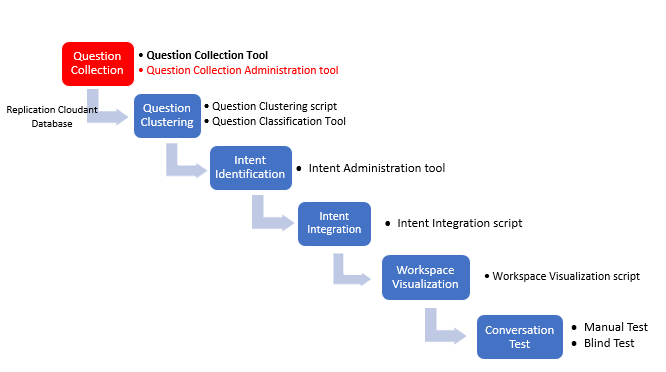 Question
Collection
• Question Collection Tool
• Question Collection Administration tool
Replication Cloudant
Database
Question
Clustering
• Question Clustering script
• Question Classification Tool
Intent
Identification
• Intent Administration tool
Intent
Integration
• Intent Integration script
Workspace
Visualization
• Workspace Visualization script
Conversation
Test
• Manual Test
• Blind Test